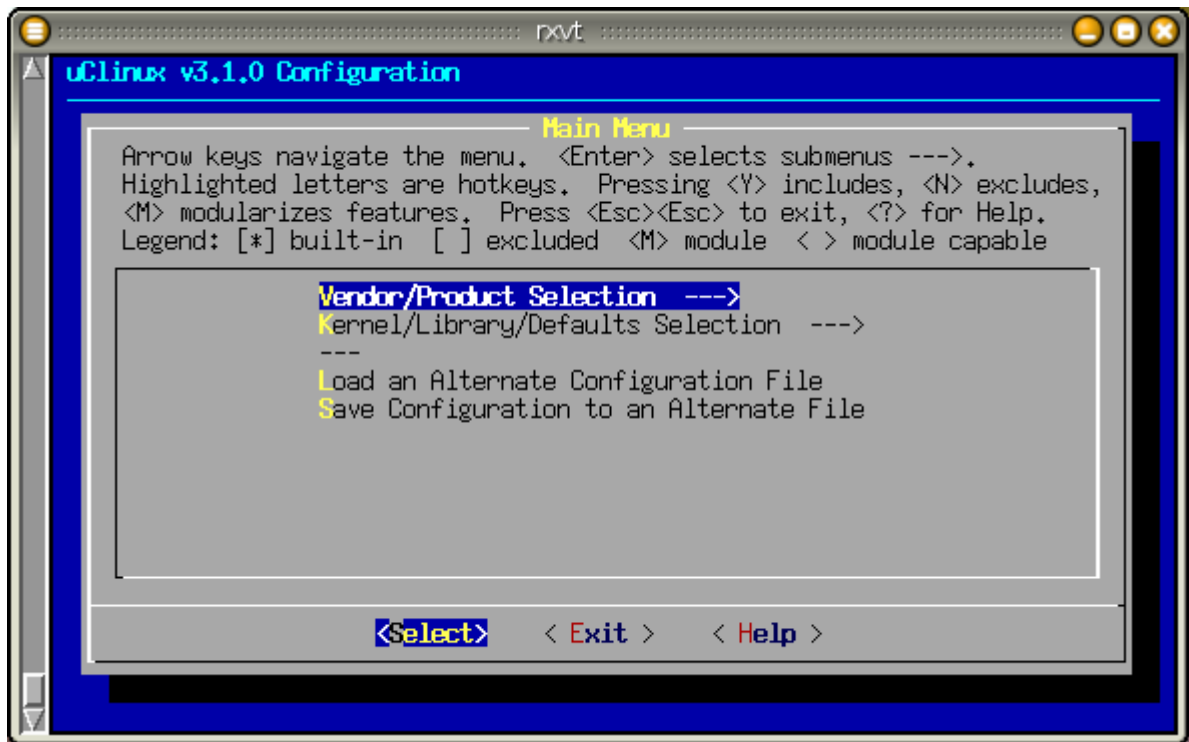 rxvt
uClinux v3.1.0 Configuration
Main Menu
Arrow keys navigate the menu.  <Enter> selects submenus --->.
Highlighted letters are hotkeys.  Pressing <Y> includes, <N> excludes,
<M> modularizes features.  Press <Esc><Esc> to exit, <?> for Help.
Legend: [*] built-in  [ ] excluded  <M> module  < > module capable
Vendor/Product Selection  --->
Kernel/Library/Defaults Selection  --->
---
Load an Alternate Configuration File
Save Configuration to an Alternate File
<Select>    < Exit >    < Help >